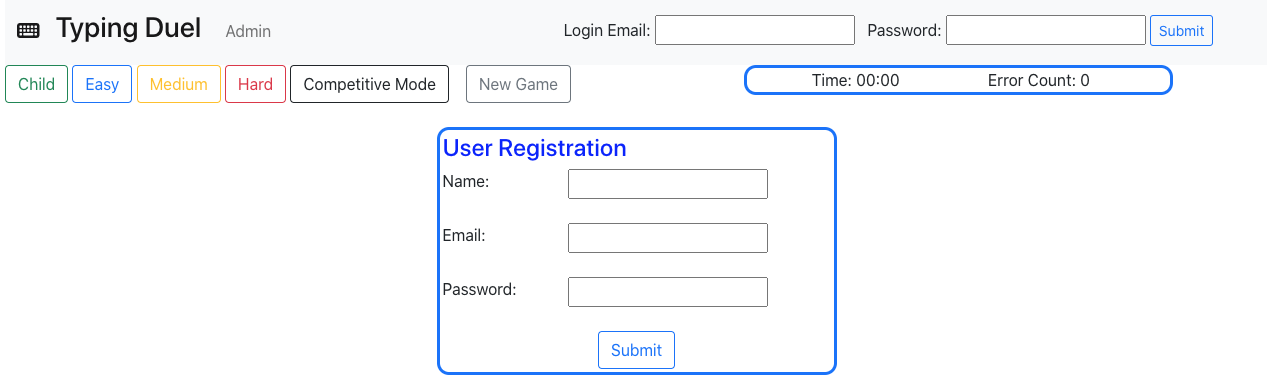 Typing Duel Admin Login Email: Password: Submit
Child Easy Medium Hard Competitive Mode New Game Time: 00:00 Error Count: 0
User Registration
Name:
Email:
Password:
Submit